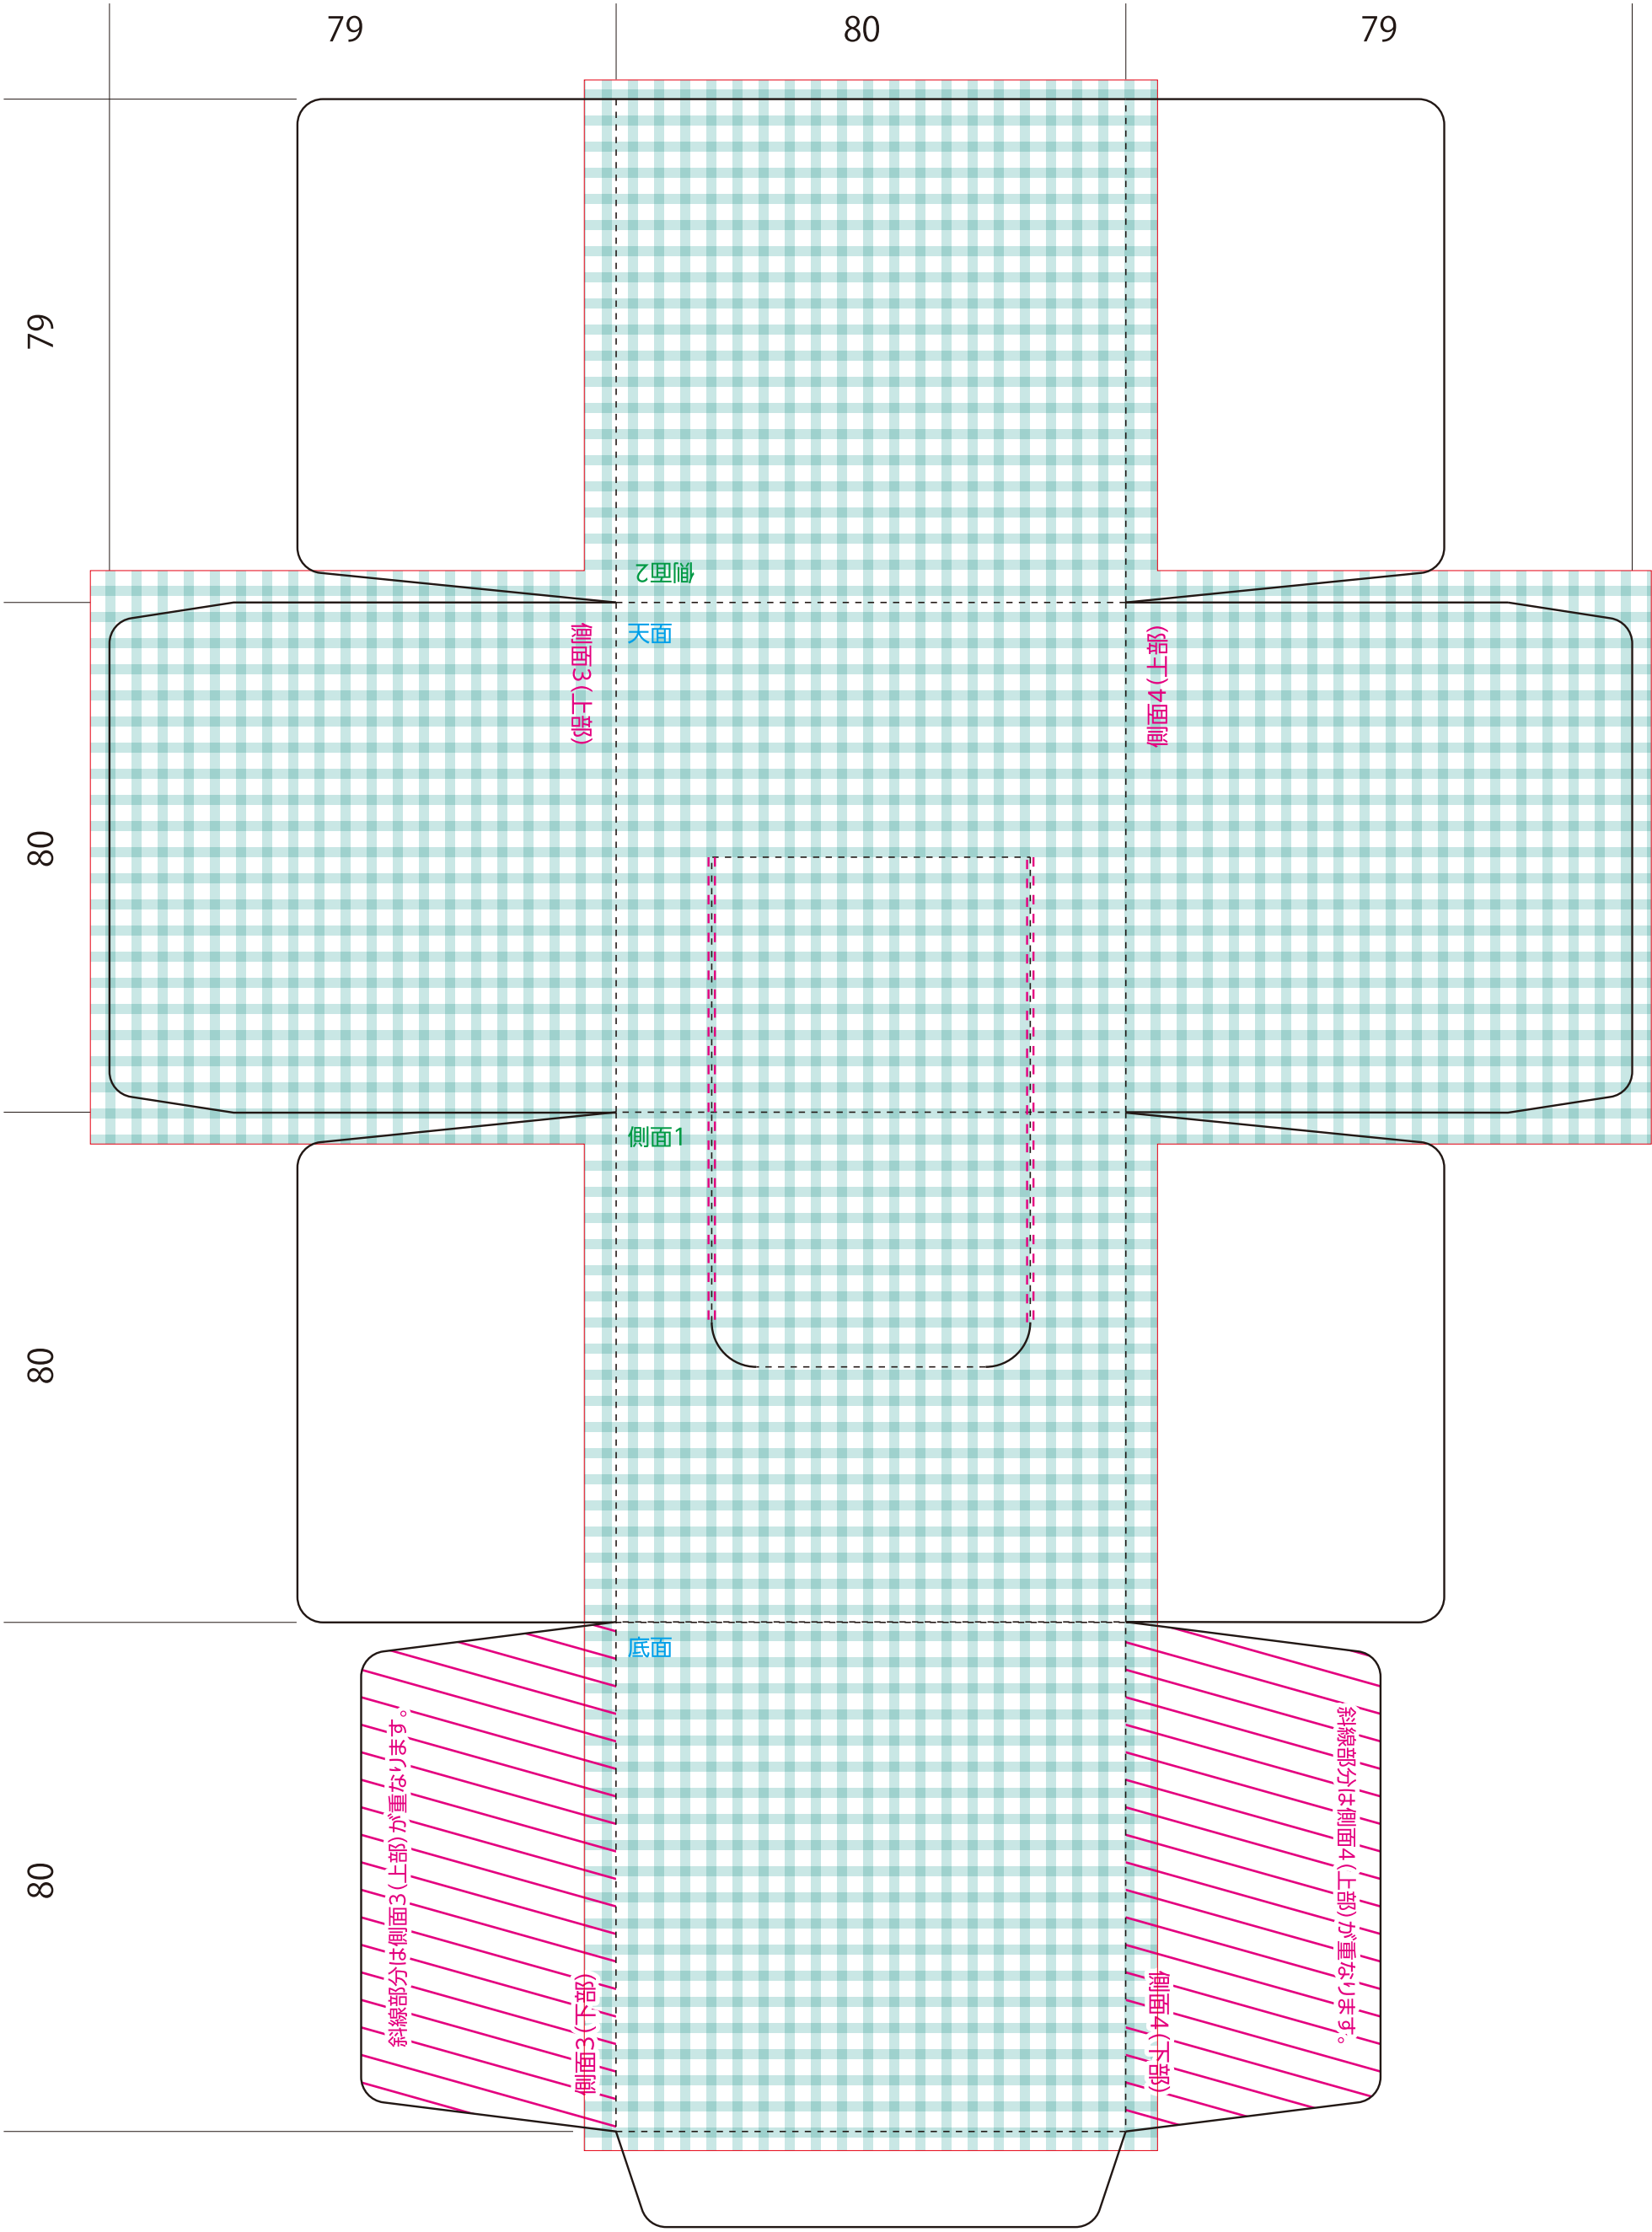 79
80
79
79
側面2
天面
側面3(上部)
側面4(上部)
80
側面1
80
底面
斜線部分は側面3(上部)が重なります。
斜線部分は側面4(上部)が重なります。
80
側面3(下部)
側面4(下部)